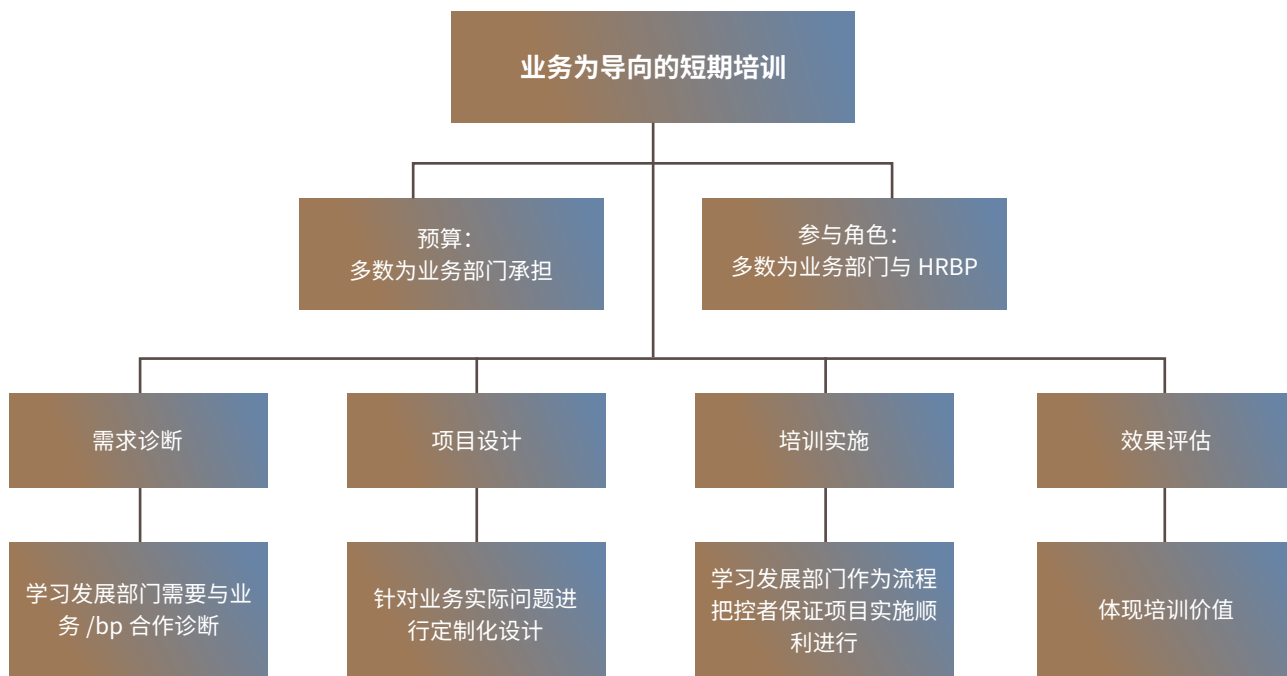 业务为导向的短期培训
预算：
多数为业务部门承担
参与角色：
多数为业务部门与 HRBP
需求诊断
项目设计
培训实施
效果评估
学习发展部门需要与业
务 /bp 合作诊断
针对业务实际问题进
行定制化设计
学习发展部门作为流程
把控者保证项目实施顺
利进行
体现培训价值